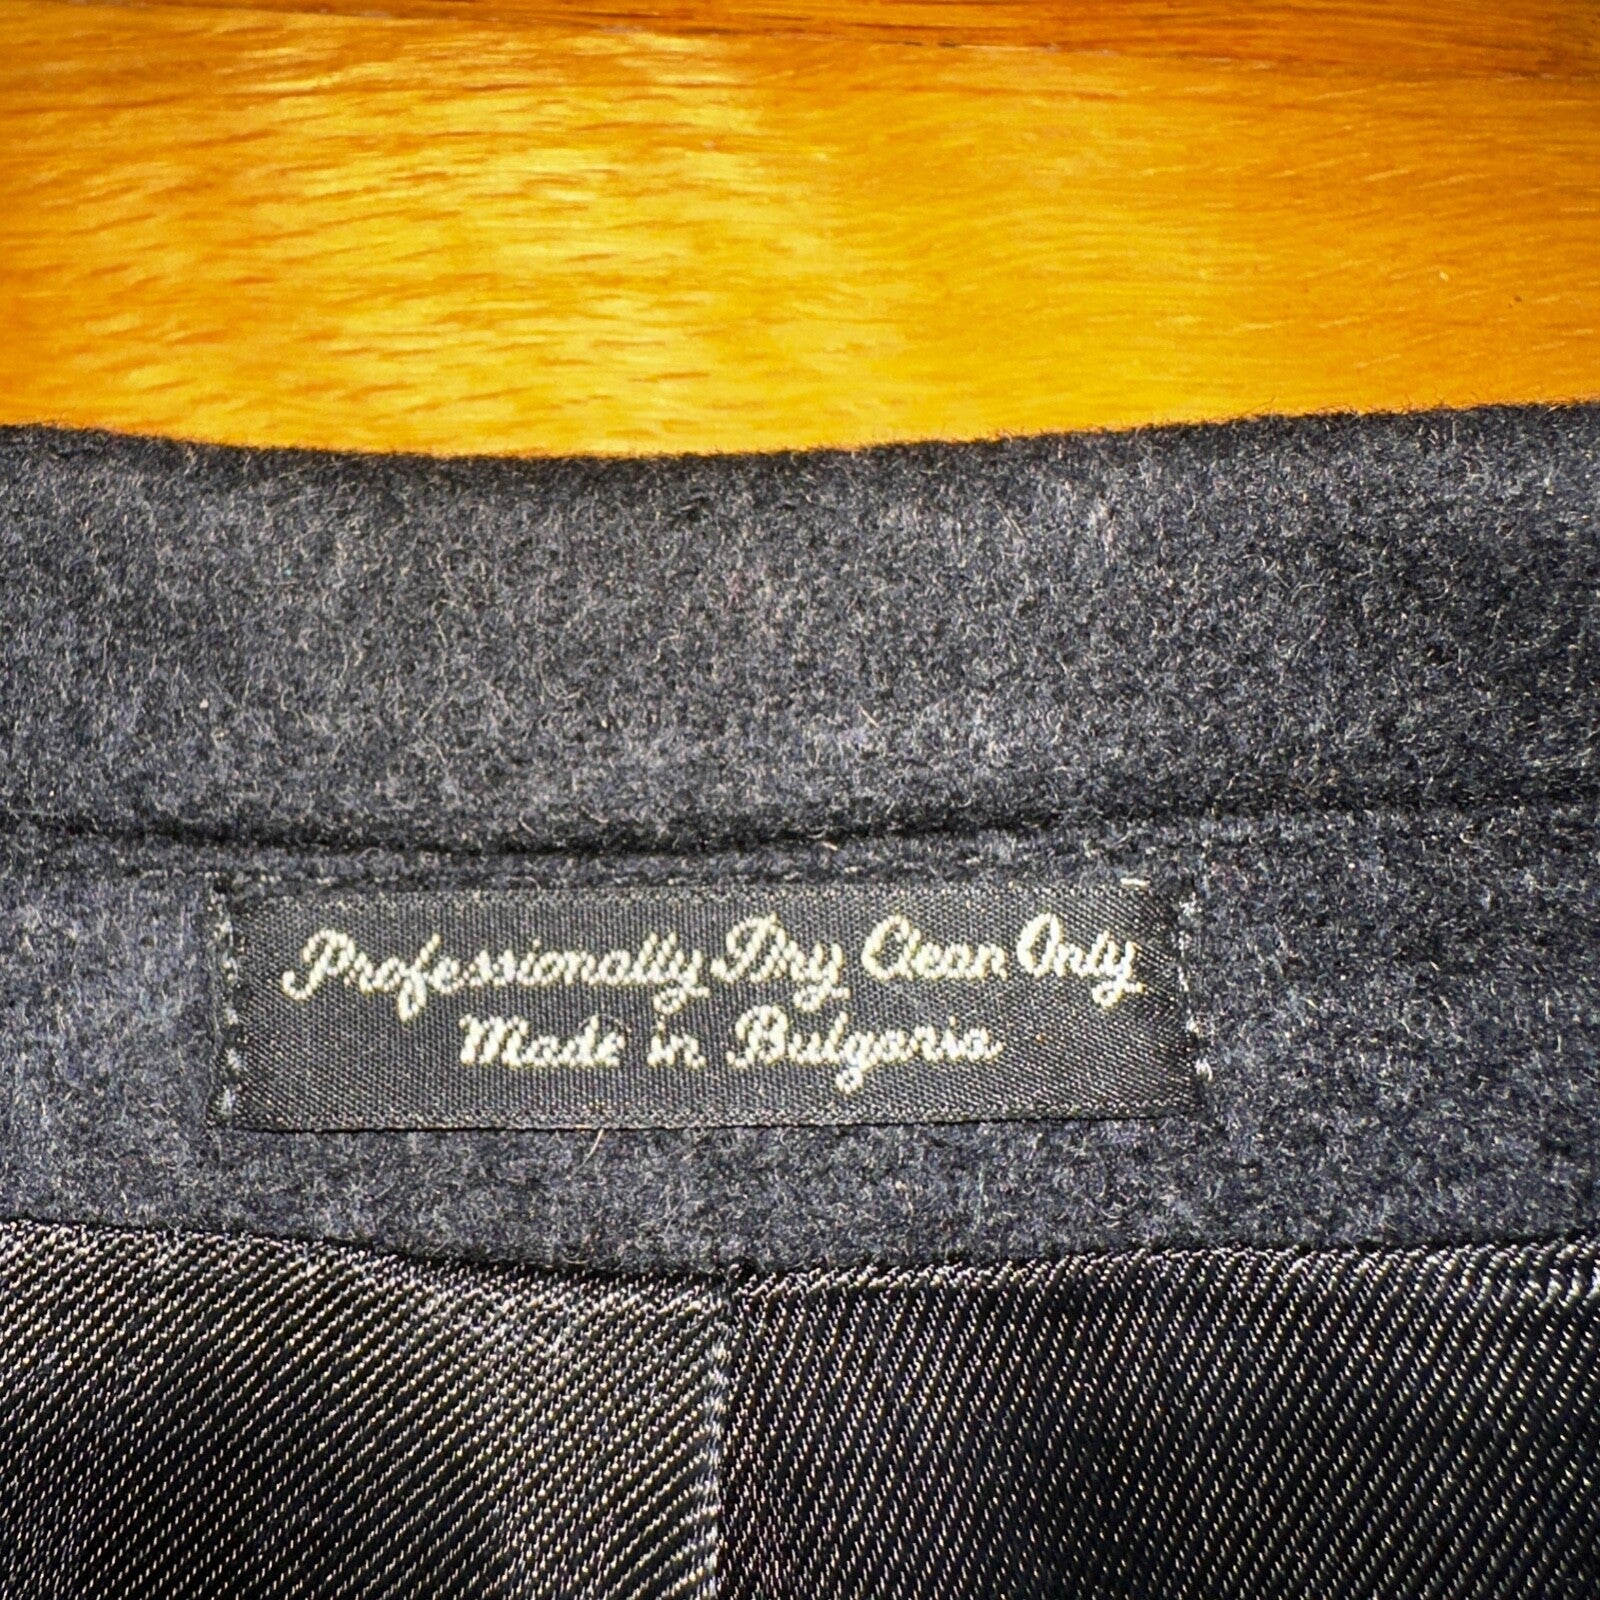 Professionally Dry Clean Only
Made in Bulgaria